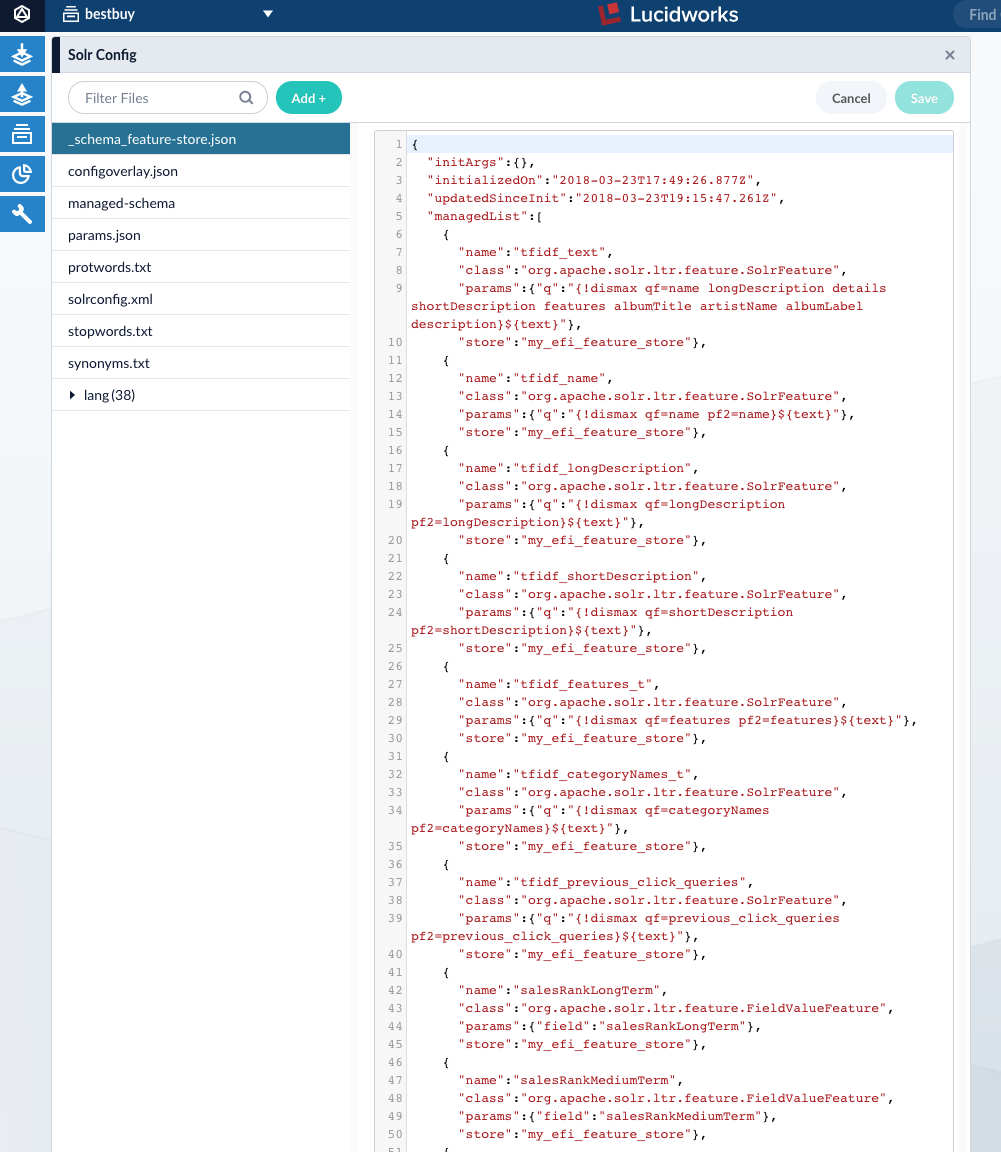 bestbuy
Lucidworks
Find
Solr Config
×
Filter Files
Add +
Cancel
Save
_schema_feature-store.json
configoverlay.json
managed-schema
params.json
protwords.txt
solrconfig.xml
stopwords.txt
synonyms.txt
lang (38)
1 {
2 "initArgs":{},
3 "initializedOn":"2018-03-23T17:49:26.877Z",
4 "updatedSinceInit":"2018-03-23T19:15:47.261Z",
5 "managedList":[
6 {
7 "name":"tfidf_text",
8 "class":"org.apache.solr.ltr.feature.SolrFeature",
9 "params":{"q":"{!dismax qf=name longDescription details
shortDescription features albumTitle artistName albumLabel
description}${text}"},
10 "store":"my_efi_feature_store"},
11 {
12 "name":"tfidf_name",
13 "class":"org.apache.solr.ltr.feature.SolrFeature",
14 "params":{"q":"{!dismax qf=name pf2=name}${text}"},
15 "store":"my_efi_feature_store"},
16 {
17 "name":"tfidf_longDescription",
18 "class":"org.apache.solr.ltr.feature.SolrFeature",
19 "params":{"q":"{!dismax qf=longDescription
pf2=longDescription}${text}"},
20 "store":"my_efi_feature_store"},
21 {
22 "name":"tfidf_shortDescription",
23 "class":"org.apache.solr.ltr.feature.SolrFeature",
24 "params":{"q":"{!dismax qf=shortDescription
pf2=shortDescription}${text}"},
25 "store":"my_efi_feature_store"},
26 {
27 "name":"tfidf_features_t",
28 "class":"org.apache.solr.ltr.feature.SolrFeature",
29 "params":{"q":"{!dismax qf=features pf2=features}${text}"},
30 "store":"my_efi_feature_store"},
31 {
32 "name":"tfidf_categoryNames_t",
33 "class":"org.apache.solr.ltr.feature.SolrFeature",
34 "params":{"q":"{!dismax qf=categoryNames
pf2=categoryNames}${text}"},
35 "store":"my_efi_feature_store"},
36 {
37 "name":"tfidf_previous_click_queries",
38 "class":"org.apache.solr.ltr.feature.SolrFeature",
39 "params":{"q":"{!dismax qf=previous_click_queries
pf2=previous_click_queries}${text}"},
40 "store":"my_efi_feature_store"},
41 {
42 "name":"salesRankLongTerm",
43 "class":"org.apache.solr.ltr.feature.FieldValueFeature",
44 "params":{"field":"salesRankLongTerm"},
45 "store":"my_efi_feature_store"},
46 {
47 "name":"salesRankMediumTerm",
48 "class":"org.apache.solr.ltr.feature.FieldValueFeature",
49 "params":{"field":"salesRankMediumTerm"},
50 "store":"my_efi_feature_store"},
51 {